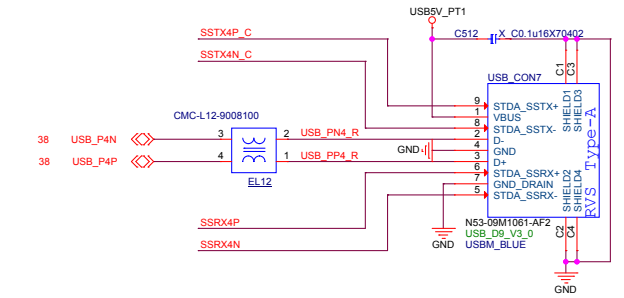 USB5V_PT1
SSTX4P_C
C512 X_C0.1u16X70402
SSTX4N_C
C1
C3
USB_CON7
CMC-L12-9008100
9 STDA_SSTX+
1 VBUS
8 STDA_SSTX-
2 D-
4 GND
3 D+
6 STDA_SSRX+
7 GND_DRAIN
5 STDA_SSRX-
SHIELD1
SHIELD3
SHIELD2
SHIELD4
RVS Type-A
38 USB_P4N 3 2 USB_PN4_R
GND
38 USB_P4P 4 1 USB_PP4_R
EL12
SSRX4P
SSRX4N
GND
N53-09M1061-AF2
USB_D9_V3_0
USBM_BLUE
C2
C4
GND